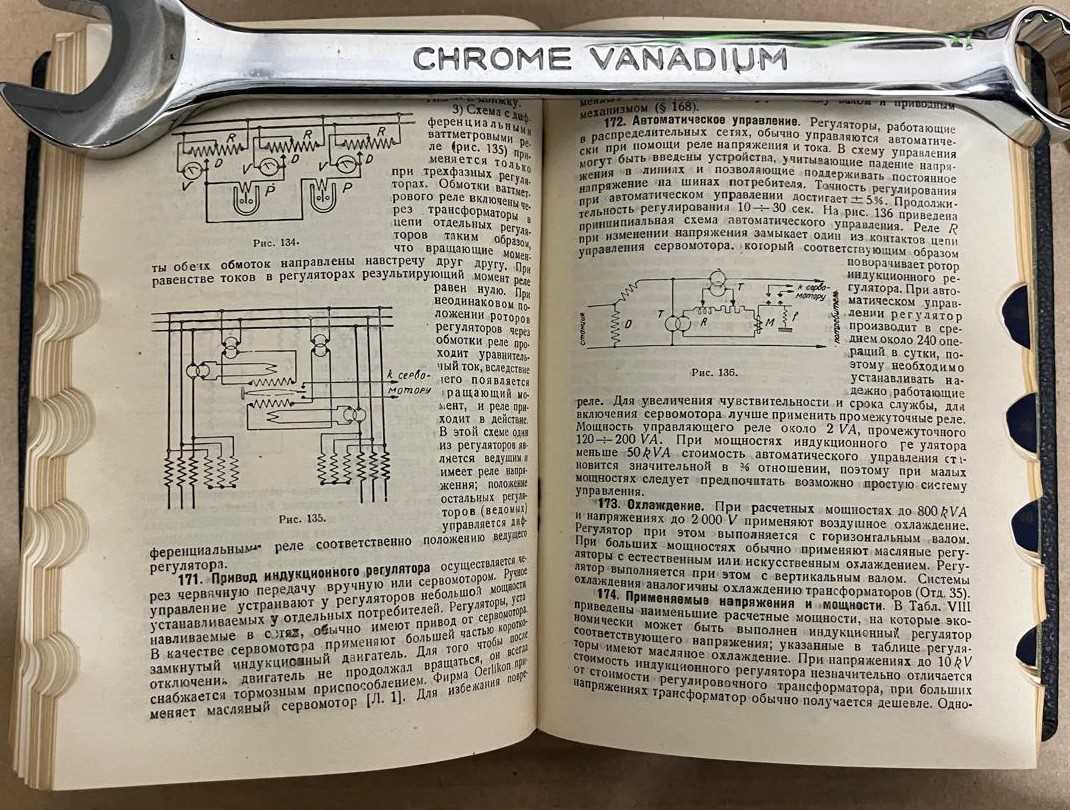 CHROME VANADIUM
3) Схема с диф-
ференциальными
ваттметровыми ре-
ле (рис. 135) при-
меняется только
при трехфазных регуля-
торах. Обмотки ваттмет-
рового реле включены че-
рез трансформаторы в
цепи отдельных регуля-
торов таким образом,
что вращающие момен-
R
R
R
V
D
V
D
V
D
P
P
Рис. 134.
ты обеих обмоток направлены навстречу друг другу. При
равенстве токов в регуляторах результирующий момент реле
равен нулю. При
неодинаковом по-
ложении роторов
регуляторов через
обмотки реле про-
ходит уравнитель-
ный ток, вследствие
чего появляется
вращающий мо-
мент, и реле при-
ходит в действие.
В этой схеме один
из регуляторов яв-
ляется ведущим и
имеет реле напря-
жения; положение
остальных регуля-
торов (ведомых)
управляется диф-
к серво-
мотору
Рис. 135.
ференциальным реле соответственно положению ведущего
регулятора.
171. Привод индукционного регулятора осуществляется че-
рез червячную передачу вручную или сервомотором. Ручное
управление устраивают у регуляторов небольшой мощности
устанавливаемых у отдельных потребителей. Регуляторы, уста
навливаемые в сетях, обычно имеют привод от сервомотора.
В качестве сервомотора применяют большей частью коротко-
замкнутый индукционный двигатель. Для того чтобы после
отключени двигатель не продолжал вращаться, он всегда
снабжается тормозным приспособлением. Фирма Oerlikon при-
меняет масляный сервомотор [Л. 1]. Для избежания повре-
и приводным
механизмом (§ 168).
172. Автоматическое управление. Регуляторы, работающие
в распределительных сетях, обычно управляются автоматиче-
ски при помощи реле напряжения и тока. В схему управления
могут быть введены устройства, учитывающие падение напря-
жения в линиях и позволяющие поддерживать постоянное
напряжение на шинах потребителя. Точность регулирования
при автоматическом управлении достигает ± 5%. Продолжи-
тельность регулирования 10 ÷ 30 сек. На рис. 136 приведена
принципиальная схема автоматического управления. Реле R
при изменении напряжения замыкает один из контактов цепи
управления сервомотора, который соответствующим образом
поворачивает ротор
индукционного ре-
гулятора. При авто-
матическом управ-
лении регулятор
производит в сре-
днем около 240 опе-
раций в сутки, по-
этому необходимо
устанавливать на-
дежно работающие
станция
D
T
R
T
M
f
к серво-
мотору
потребитель
Рис. 136.
реле. Для увеличения чувствительности и срока службы, для
включения сервомотора лучше применить промежуточные реле.
Мощность управляющего реле около 2 VA, промежуточного
120 ÷ 200 VA. При мощностях индукционного ре улятора
меньше 50 kVA стоимость автоматического управления ста-
новится значительной в % отношении, поэтому при малых
мощностях следует предпочитать возможно простую систему
управления.
173. Охлаждение. При расчетных мощностях до 800 kVA
и напряжениях до 2 000 V применяют воздушное охлаждение.
Регулятор при этом выполняется с горизонтальным валом.
При больших мощностях обычно применяют масляные регу-
ляторы с естественным или искусственным охлаждением. Регу-
лятор выполняется при этом с вертикальным валом. Системы
охлаждения аналогичны охлаждению трансформаторов (Отд. 35).
174. Применяемые напряжения и мощности. В Табл. VIII
приведены наименьшие расчетные мощности, на которые эко-
номически может быть выполнен индукционный регулятор
соответствующего напряжения; указанные в таблице регуля-
торы имеют масляное охлаждение. При напряжениях до 10 kV
стоимость индукционного регулятора незначительно отличается
от стоимости регулировочного трансформатора, при больших
напряжениях трансформатор обычно получается дешевле. Одно-